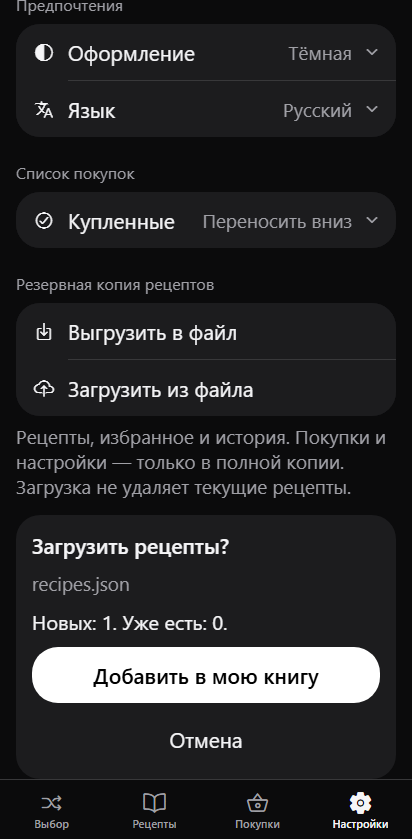 Предпочтения
Оформление Тёмная
Язык Русский
Список покупок
Купленные Переносить вниз
Резервная копия рецептов
Выгрузить в файл
Загрузить из файла
Рецепты, избранное и история. Покупки и
настройки — только в полной копии.
Загрузка не удаляет текущие рецепты.
Загрузить рецепты?
recipes.json
Новых: 1. Уже есть: 0.
Добавить в мою книгу
Отмена
Выбор Рецепты Покупки Настройки